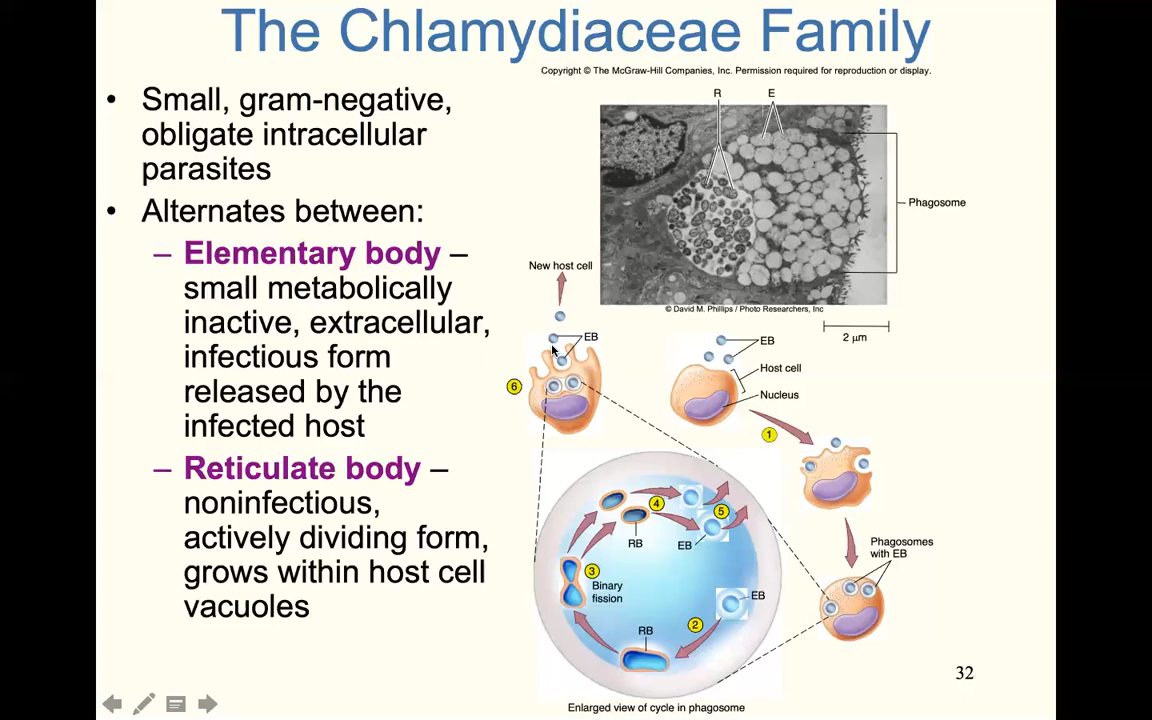 The Chlamydiaceae Family
Copyright © The McGraw-Hill Companies, Inc. Permission required for reproduction or display.
• Small, gram-negative,
obligate intracellular
parasites
• Alternates between:
– Elementary body –
small metabolically
inactive, extracellular,
infectious form
released by the
infected host
– Reticulate body –
noninfectious,
actively dividing form,
grows within host cell
vacuoles
R
E
Phagosome
© David M. Phillips / Photo Researchers, Inc
2 μm
New host cell
EB
6
EB
Host cell
Nucleus
1
Phagosomes
with EB
4
5
RB
EB
3
Binary
fission
EB
2
RB
Enlarged view of cycle in phagosome
32